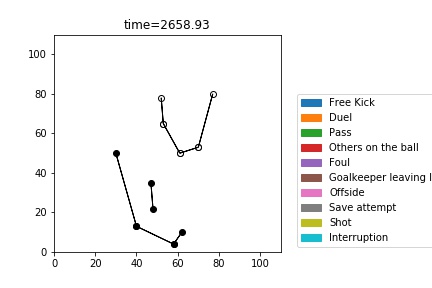 time=2658.93
100
80
60
40
20
0
0 20 40 60 80 100
Free Kick
Duel
Pass
Others on the ball
Foul
Goalkeeper leaving l
Offside
Save attempt
Shot
Interruption